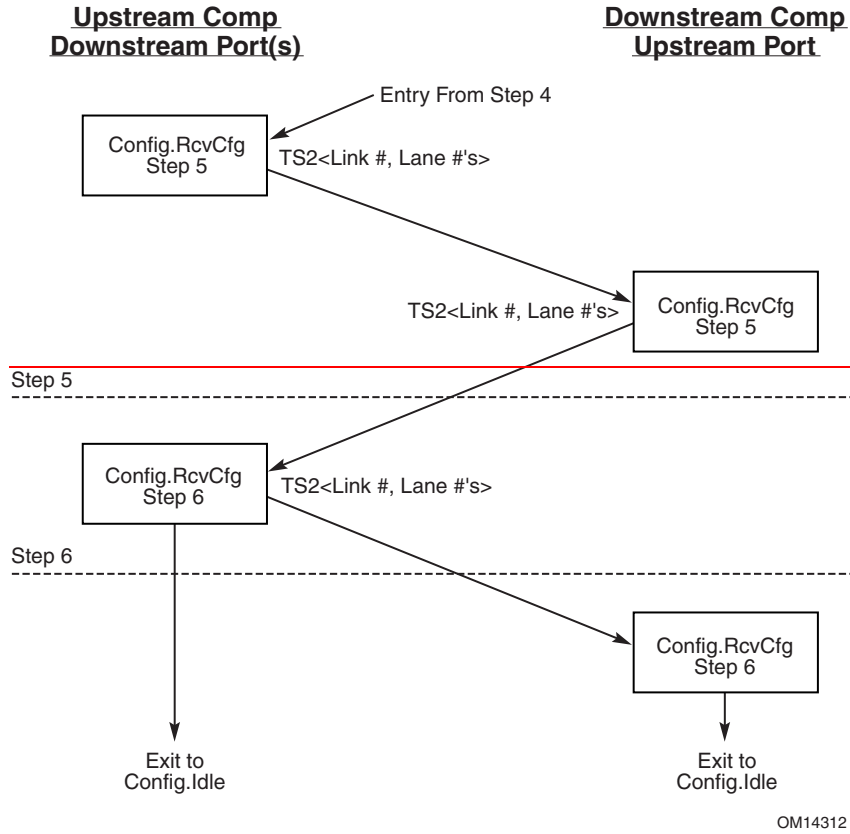 Upstream Comp
Downstream Port(s)
Downstream Comp
Upstream Port
Entry From Step 4
Config.RcvCfg
Step 5
TS2<Link #, Lane #'s>
TS2<Link #, Lane #'s>
Config.RcvCfg
Step 5
Step 5
Config.RcvCfg
Step 6
TS2<Link #, Lane #'s>
Step 6
Config.RcvCfg
Step 6
Exit to
Config.Idle
Exit to
Config.Idle
OM14312